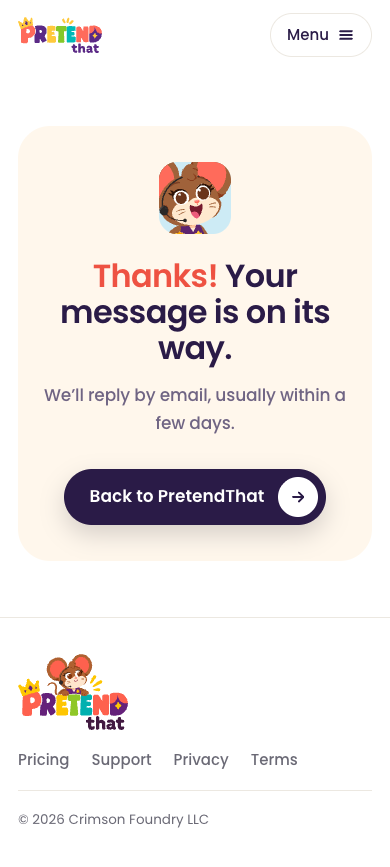 PRETEND
that
Menu
Thanks! Your
message is on its
way.
We’ll reply by email, usually within a
few days.
Back to PretendThat
PRETEND
that
Pricing Support Privacy Terms
© 2026 Crimson Foundry LLC